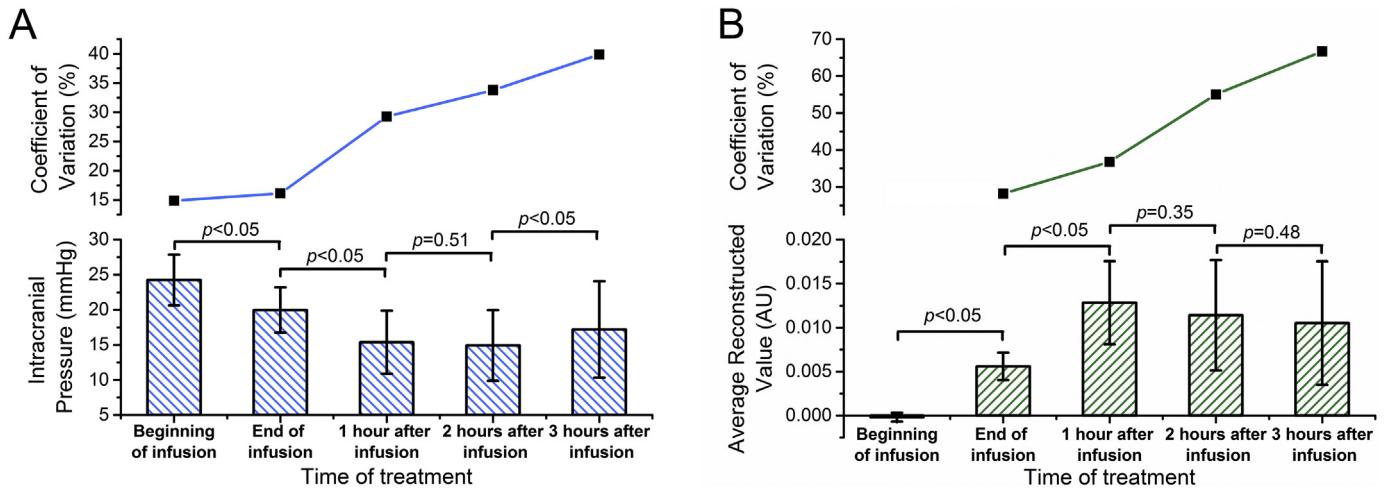 A
Coefficient of
Variation (%)
40
35
30
25
20
15
Intracranial
Pressure (mmHg)
30
25
20
15
10
5
p<0.05
p<0.05
p=0.51
p<0.05
Beginning
of infusion
End of
infusion
1 hour after
infusion
2 hours after
infusion
3 hours after
infusion
Time of treatment
B
Coefficient of
Variation (%)
70
60
50
40
30
Average Reconstructed
Value (AU)
0.020
0.015
0.010
0.005
0.000
p<0.05
p<0.05
p=0.35
p=0.48
Beginning
of infusion
End of
infusion
1 hour after
infusion
2 hours after
infusion
3 hours after
infusion
Time of treatment